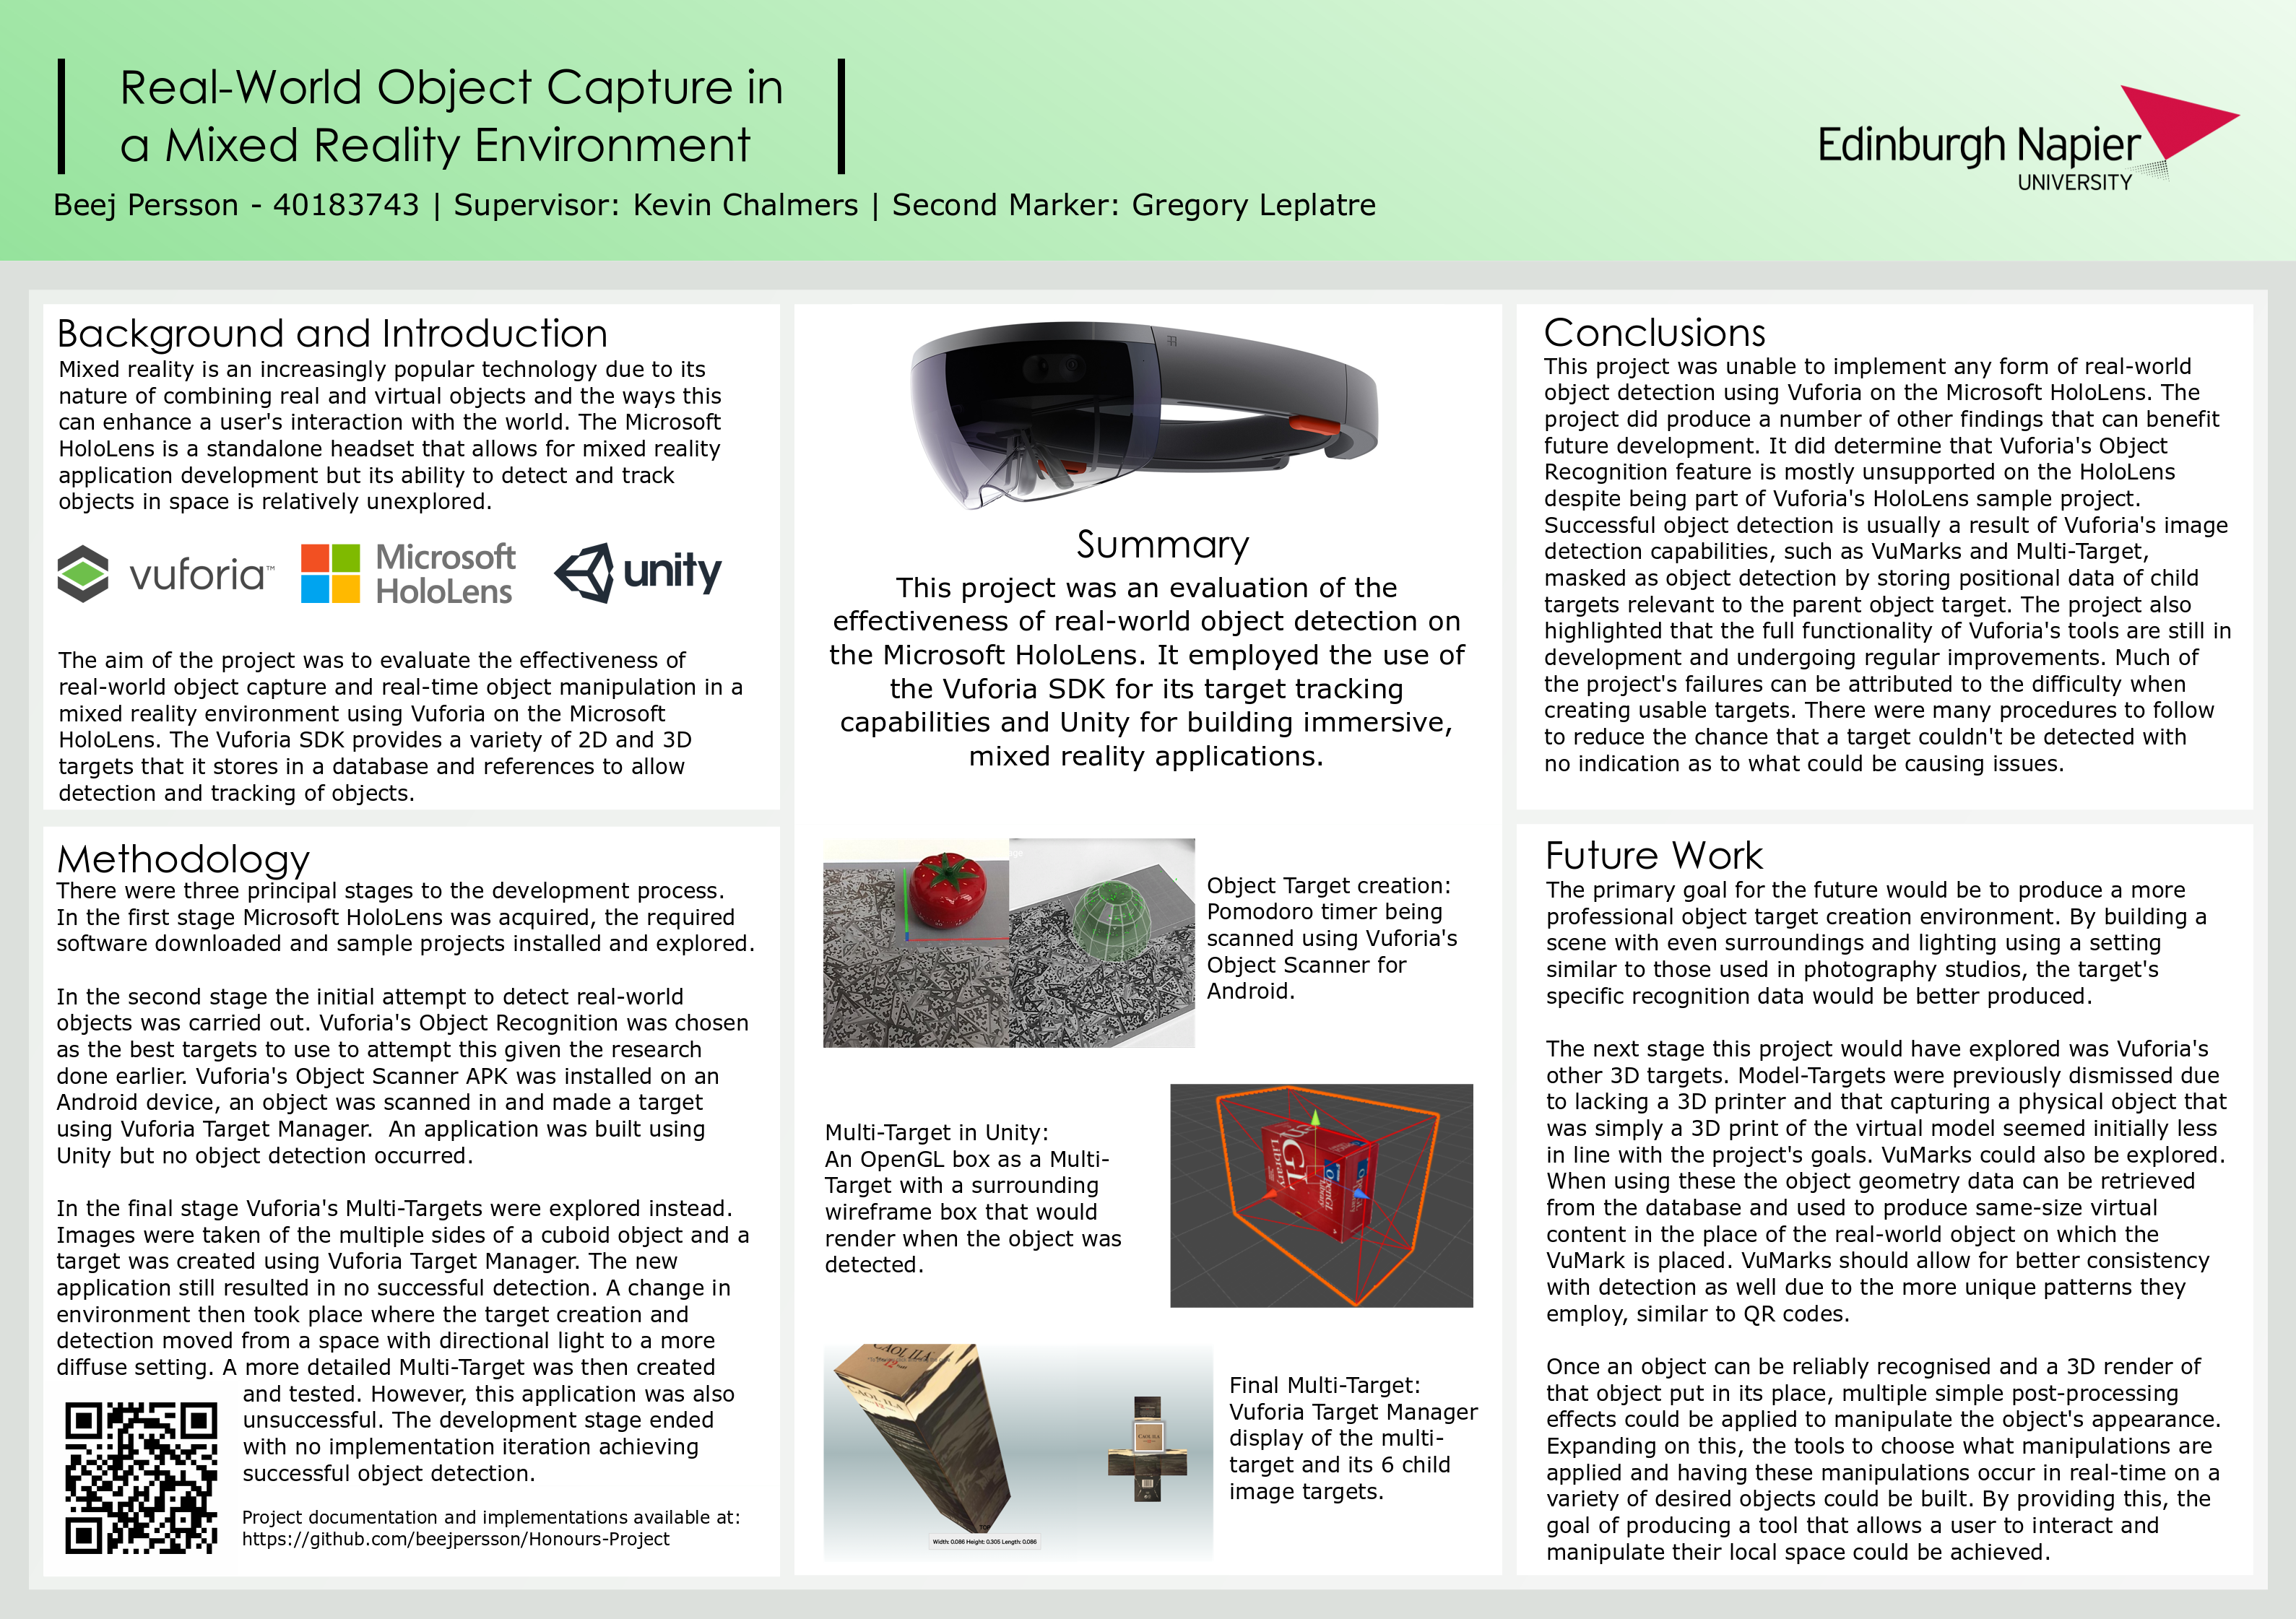 Real-World Object Capture in
a Mixed Reality Environment
Beej Persson - 40183743 | Supervisor: Kevin Chalmers | Second Marker: Gregory Leplatre
Edinburgh Napier
UNIVERSITY
Background and Introduction
Mixed reality is an increasingly popular technology due to its
nature of combining real and virtual objects and the ways this
can enhance a user's interaction with the world. The Microsoft
HoloLens is a standalone headset that allows for mixed reality
application development but its ability to detect and track
objects in space is relatively unexplored.
vuforia™
Microsoft
HoloLens
unity
The aim of the project was to evaluate the effectiveness of
real-world object capture and real-time object manipulation in a
mixed reality environment using Vuforia on the Microsoft
HoloLens. The Vuforia SDK provides a variety of 2D and 3D
targets that it stores in a database and references to allow
detection and tracking of objects.
Methodology
There were three principal stages to the development process.
In the first stage Microsoft HoloLens was acquired, the required
software downloaded and sample projects installed and explored.
In the second stage the initial attempt to detect real-world
objects was carried out. Vuforia's Object Recognition was chosen
as the best targets to use to attempt this given the research
done earlier. Vuforia's Object Scanner APK was installed on an
Android device, an object was scanned in and made a target
using Vuforia Target Manager.  An application was built using
Unity but no object detection occurred.
In the final stage Vuforia's Multi-Targets were explored instead.
Images were taken of the multiple sides of a cuboid object and a
target was created using Vuforia Target Manager. The new
application still resulted in no successful detection. A change in
environment then took place where the target creation and
detection moved from a space with directional light to a more
diffuse setting. A more detailed Multi-Target was then created
and tested. However, this application was also
unsuccessful. The development stage ended
with no implementation iteration achieving
successful object detection.
Project documentation and implementations available at:
https://github.com/beejpersson/Honours-Project
Summary
This project was an evaluation of the
effectiveness of real-world object detection on
the Microsoft HoloLens. It employed the use of
the Vuforia SDK for its target tracking
capabilities and Unity for building immersive,
mixed reality applications.
Object Target creation:
Pomodoro timer being
scanned using Vuforia's
Object Scanner for
Android.
Multi-Target in Unity:
An OpenGL box as a Multi-
Target with a surrounding
wireframe box that would
render when the object was
detected.
GL
Library
CAOL ILA
12
CAOL ILA
CAOL ILA
Width: 0.086 Height: 0.305 Length: 0.086
Final Multi-Target:
Vuforia Target Manager
display of the multi-
target and its 6 child
image targets.
Conclusions
This project was unable to implement any form of real-world
object detection using Vuforia on the Microsoft HoloLens. The
project did produce a number of other findings that can benefit
future development. It did determine that Vuforia's Object
Recognition feature is mostly unsupported on the HoloLens
despite being part of Vuforia's HoloLens sample project.
Successful object detection is usually a result of Vuforia's image
detection capabilities, such as VuMarks and Multi-Target,
masked as object detection by storing positional data of child
targets relevant to the parent object target. The project also
highlighted that the full functionality of Vuforia's tools are still in
development and undergoing regular improvements. Much of
the project's failures can be attributed to the difficulty when
creating usable targets. There were many procedures to follow
to reduce the chance that a target couldn't be detected with
no indication as to what could be causing issues.
Future Work
The primary goal for the future would be to produce a more
professional object target creation environment. By building a
scene with even surroundings and lighting using a setting
similar to those used in photography studios, the target's
specific recognition data would be better produced.
The next stage this project would have explored was Vuforia's
other 3D targets. Model-Targets were previously dismissed due
to lacking a 3D printer and that capturing a physical object that
was simply a 3D print of the virtual model seemed initially less
in line with the project's goals. VuMarks could also be explored.
When using these the object geometry data can be retrieved
from the database and used to produce same-size virtual
content in the place of the real-world object on which the
VuMark is placed. VuMarks should allow for better consistency
with detection as well due to the more unique patterns they
employ, similar to QR codes.
Once an object can be reliably recognised and a 3D render of
that object put in its place, multiple simple post-processing
effects could be applied to manipulate the object's appearance.
Expanding on this, the tools to choose what manipulations are
applied and having these manipulations occur in real-time on a
variety of desired objects could be built. By providing this, the
goal of producing a tool that allows a user to interact and
manipulate their local space could be achieved.